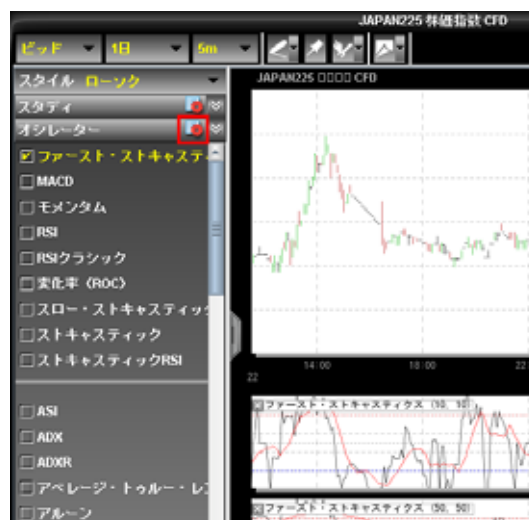 JAPAN225 株価指数 CFD
ビッド 1日 5m
スタイル ローソク
スタディ
オシレーター
ファースト・ストキャステ
MACD
モメンタム
RSI
RSIクラシック
変化率（ROC）
スロー・ストキャスティック
ストキャスティック
ストキャスティックRSI
ASI
ADX
ADXR
アベレージ・トゥルー・レン
アルーン
JAPAN225 □□□□ CFD
14:00 18:00 22
22
ファースト・ストキャスティクス (10, 10)
ファースト・ストキャスティクス (50, 50)